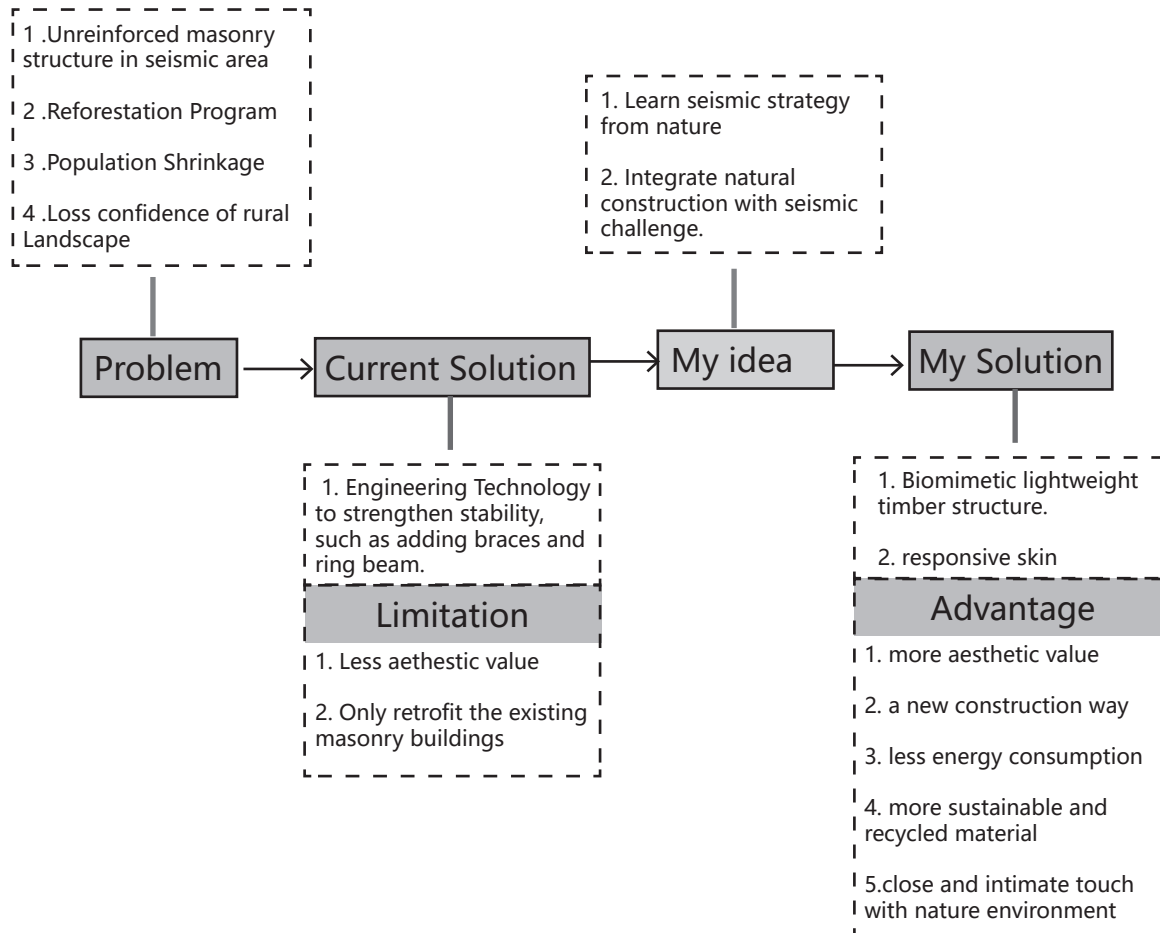 1 .Unreinforced masonry
structure in seismic area
2 .Reforestation Program
3 .Population Shrinkage
4 .Loss confidence of rural
Landscape
1. Learn seismic strategy
from nature
2. Integrate natural
construction with seismic
challenge.
Problem
Current Solution
My idea
My Solution
1. Engineering Technology
to strengthen stability,
such as adding braces and
ring beam.
Limitation
1. Less aethestic value
2. Only retrofit the existing
masonry buildings
1. Biomimetic lightweight
timber structure.
2. responsive skin
Advantage
1. more aesthetic value
2. a new construction way
3. less energy consumption
4. more sustainable and
recycled material
5.close and intimate touch
with nature environment